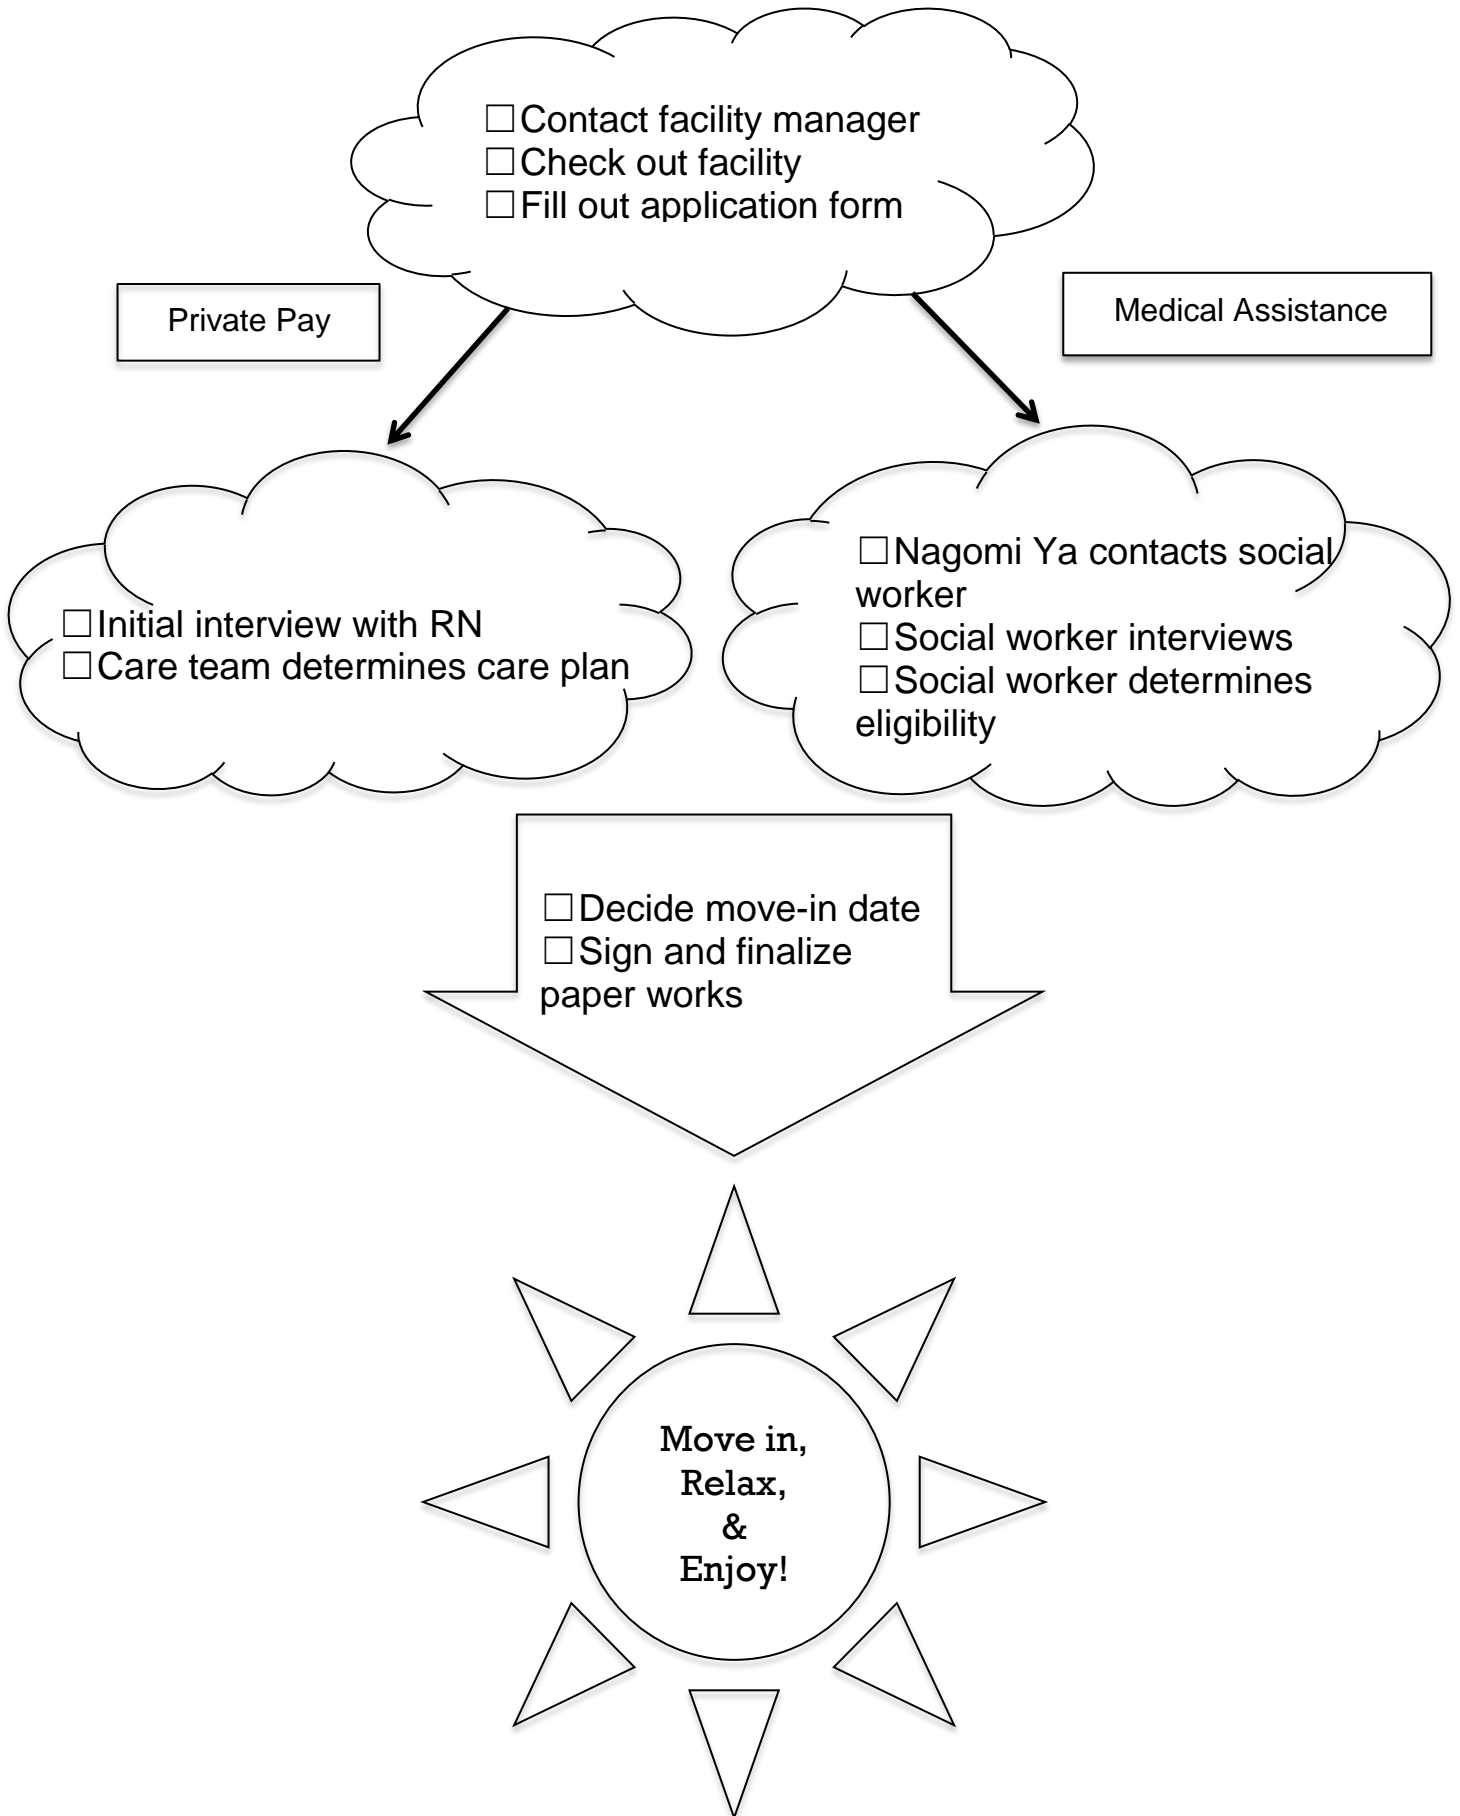 ☐Contact facility manager
☐Check out facility
☐Fill out application form
Private Pay
Medical Assistance
☐Initial interview with RN
☐Care team determines care plan
☐Nagomi Ya contacts social
worker
☐Social worker interviews
☐Social worker determines
eligibility
☐Decide move-in date
☐Sign and finalize
paper works
Move in,
Relax,
&
Enjoy!